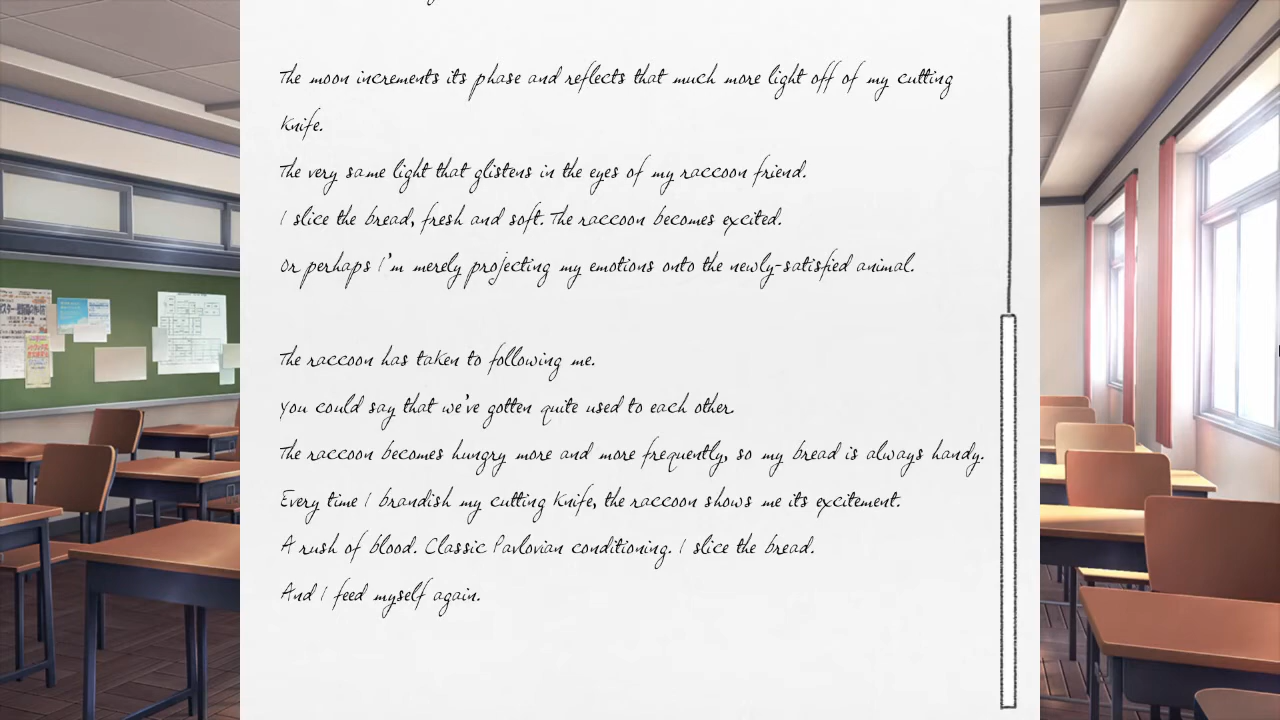 The moon increments its phase and reflects that much more light off of my cutting
knife.
The very same light that glistens in the eyes of my raccoon friend.
I slice the bread, fresh and soft. The raccoon becomes excited.
Or perhaps I'm merely projecting my emotions onto the newly-satisfied animal.
The raccoon has taken to following me.
You could say that we've gotten quite used to each other.
The raccoon becomes hungry more and more frequently, so my bread is always handy.
Every time I brandish my cutting knife, the raccoon shows me its excitement.
A rush of blood. Classic Pavlovian conditioning. I slice the bread.
And I feed myself again.